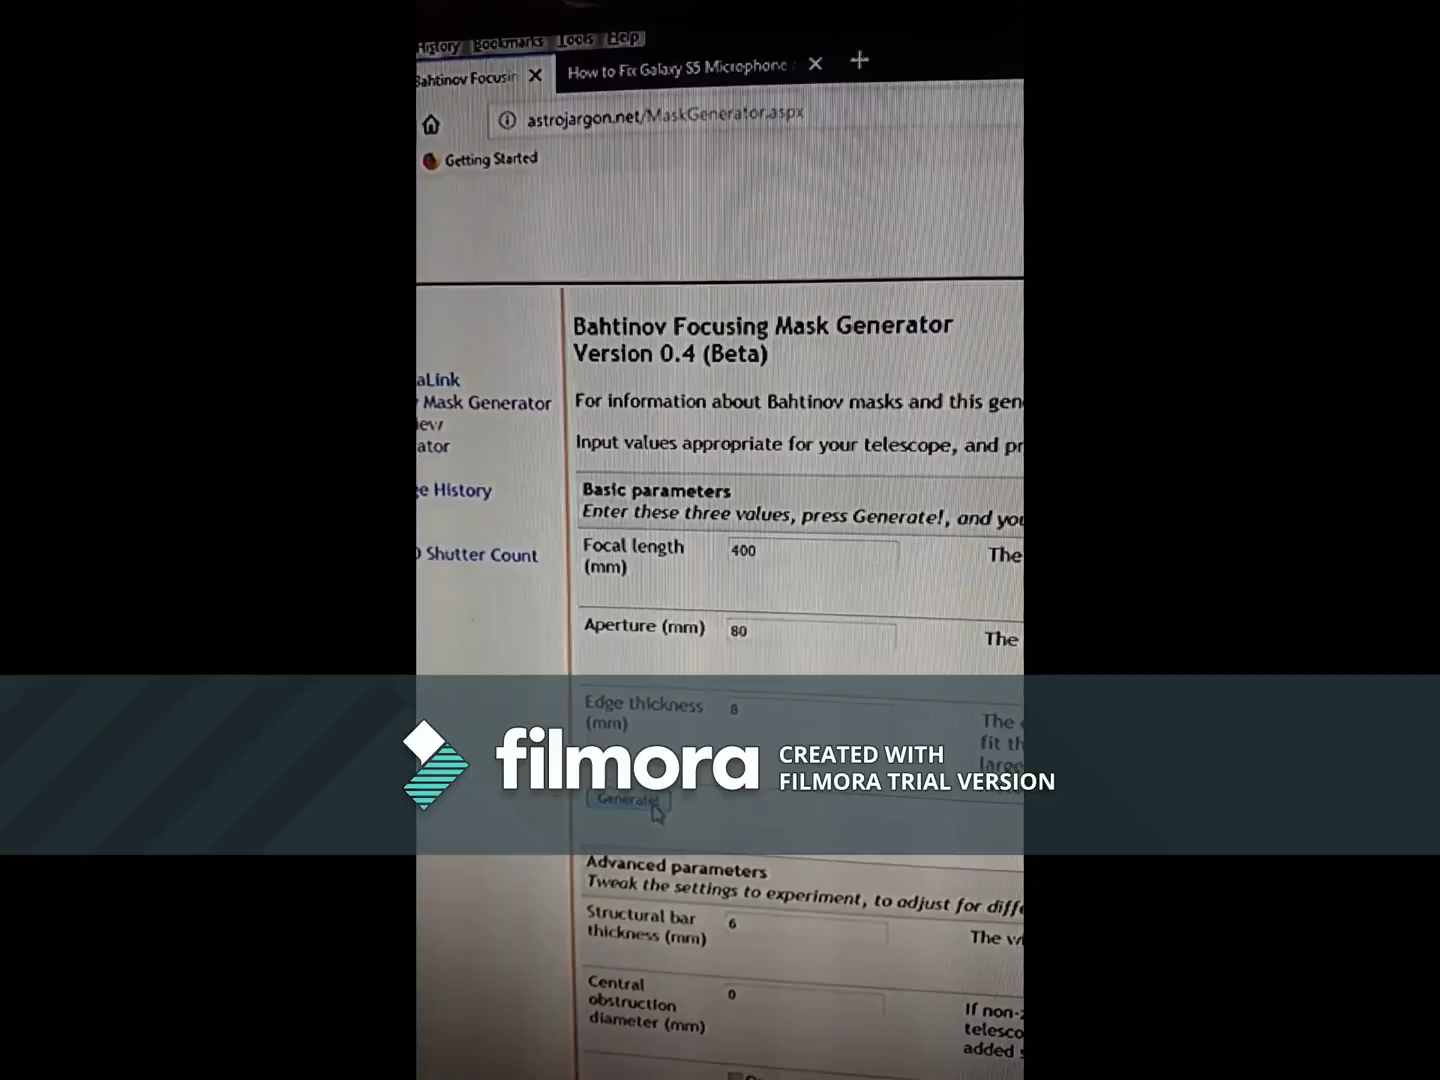 History Bookmarks Tools Help
Bahtinov Focusin
How to Fix Galaxy S5 Microphone
astrojargon.net/MaskGenerator.aspx
Getting Started
Bahtinov Focusing Mask Generator
Version 0.4 (Beta)
aLink
Mask Generator
ator
e History
Shutter Count
For information about Bahtinov masks and this gen
Input values appropriate for your telescope, and pr
Basic parameters
Enter these three values, press Generate!, and you
Focal length
(mm)
400
The
Aperture (mm)
80
The
Edge thickness
(mm)
8
The
fit th
large
filmora
CREATED WITH
FILMORA TRIAL VERSION
Generate!
Advanced parameters
Tweak the settings to experiment, to adjust for diffe
Structural bar
thickness (mm)
6
The wi
Central
obstruction
diameter (mm)
0
If non-z
telesco
added s